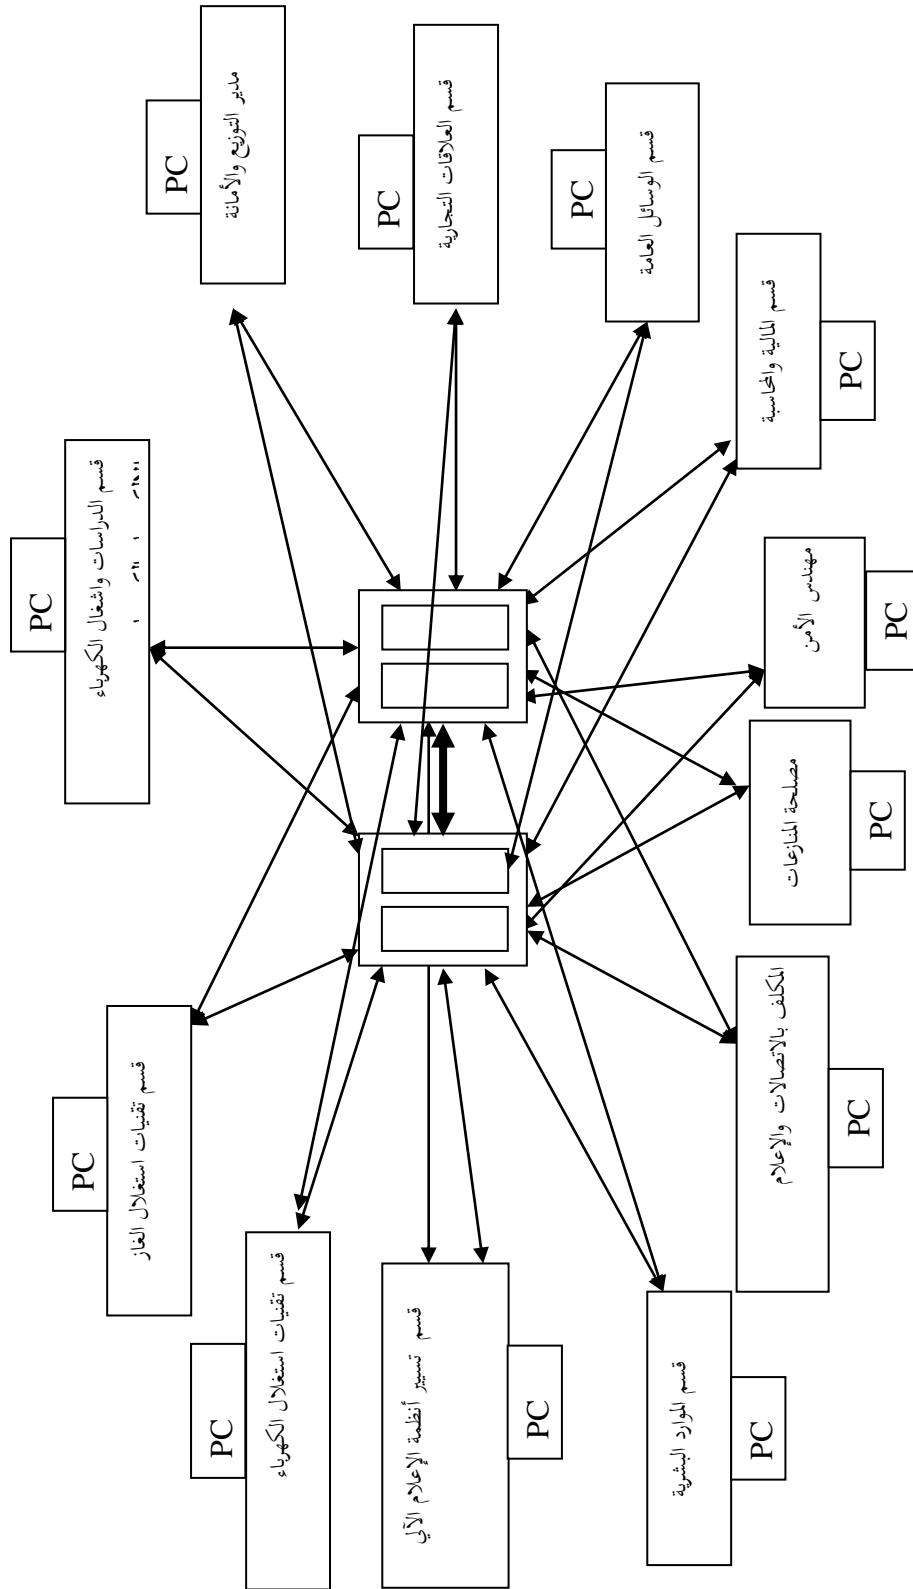 PC
مدير التوزيع والأمانة
PC
قسم العلاقات التجارية
PC
قسم الوسائل العامة
قسم المالية والمحاسبة
PC
PC
قسم الدراسات واشغال الكهرباء
مهندس الأمن
PC
مصلحة المنازعات
PC
المكلف بالاتصالات والإعلام
PC
PC
قسم تقنيات استغلال الغاز
PC
قسم تقنيات استغلال الكهرباء
قسم تسيير أنظمة الإعلام الآلي
PC
قسم الموارد البشرية
PC